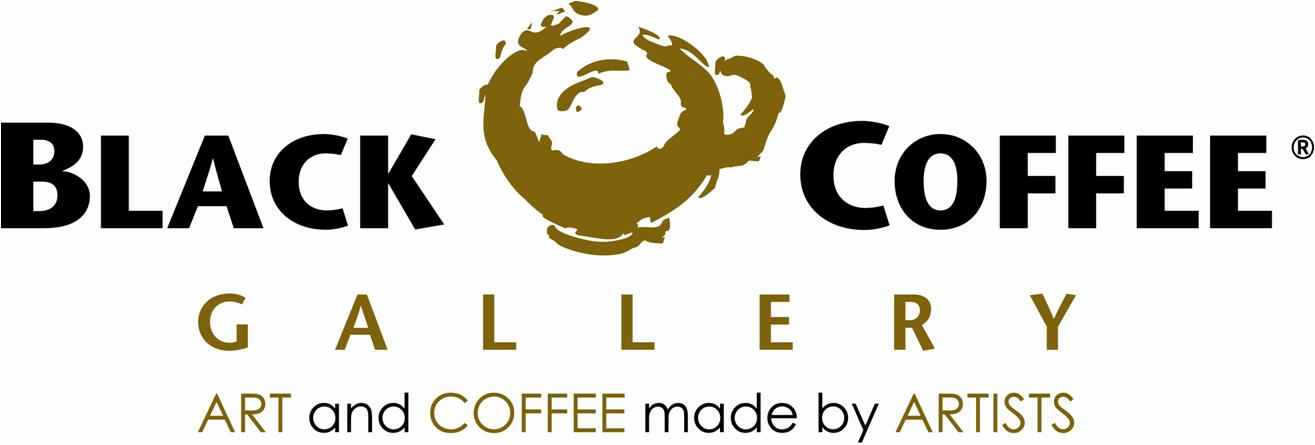 BLACK COFFEE ®
GALLERY
ART and COFFEE made by ARTISTS